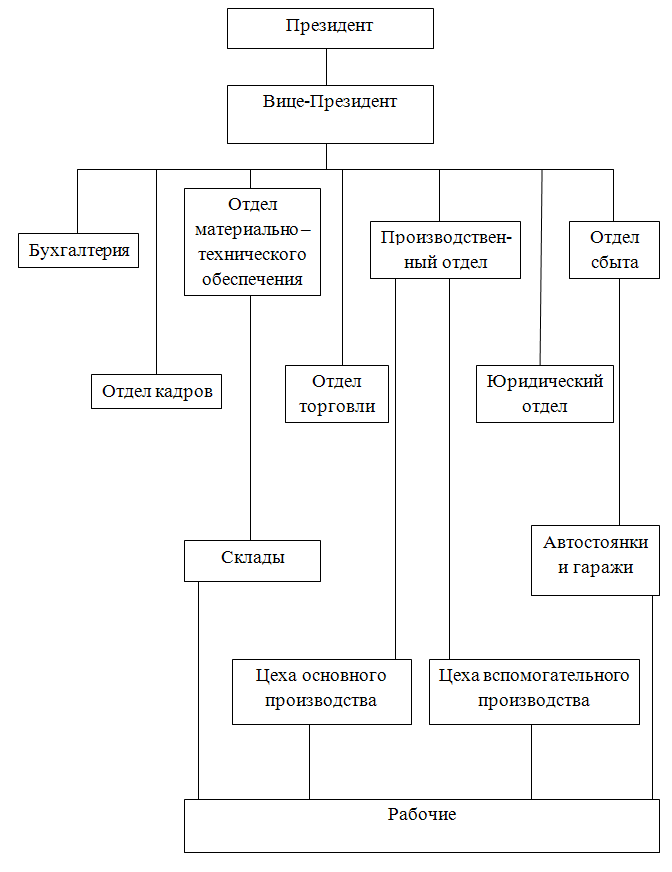 Президент
Вице-Президент
Бухгалтерия
Отдел
материально–
технического
обеспечения
Производствен-
ный отдел
Отдел
сбыта
Отдел кадров
Отдел
торговли
Юридический
отдел
Склады
Автостоянки
и гаражи
Цеха основного
производства
Цеха вспомогательного
производства
Рабочие